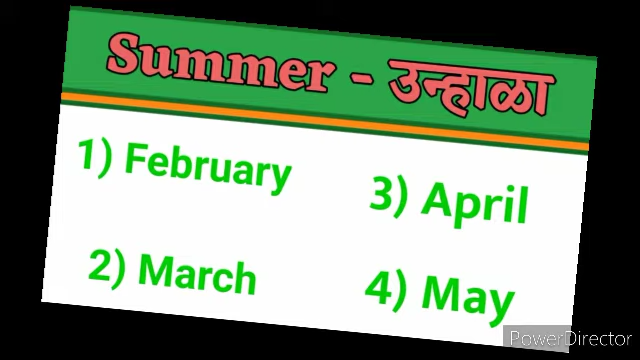 Summer - उन्हाळा
1) February
2) March
3) April
4) May
PowerDirector